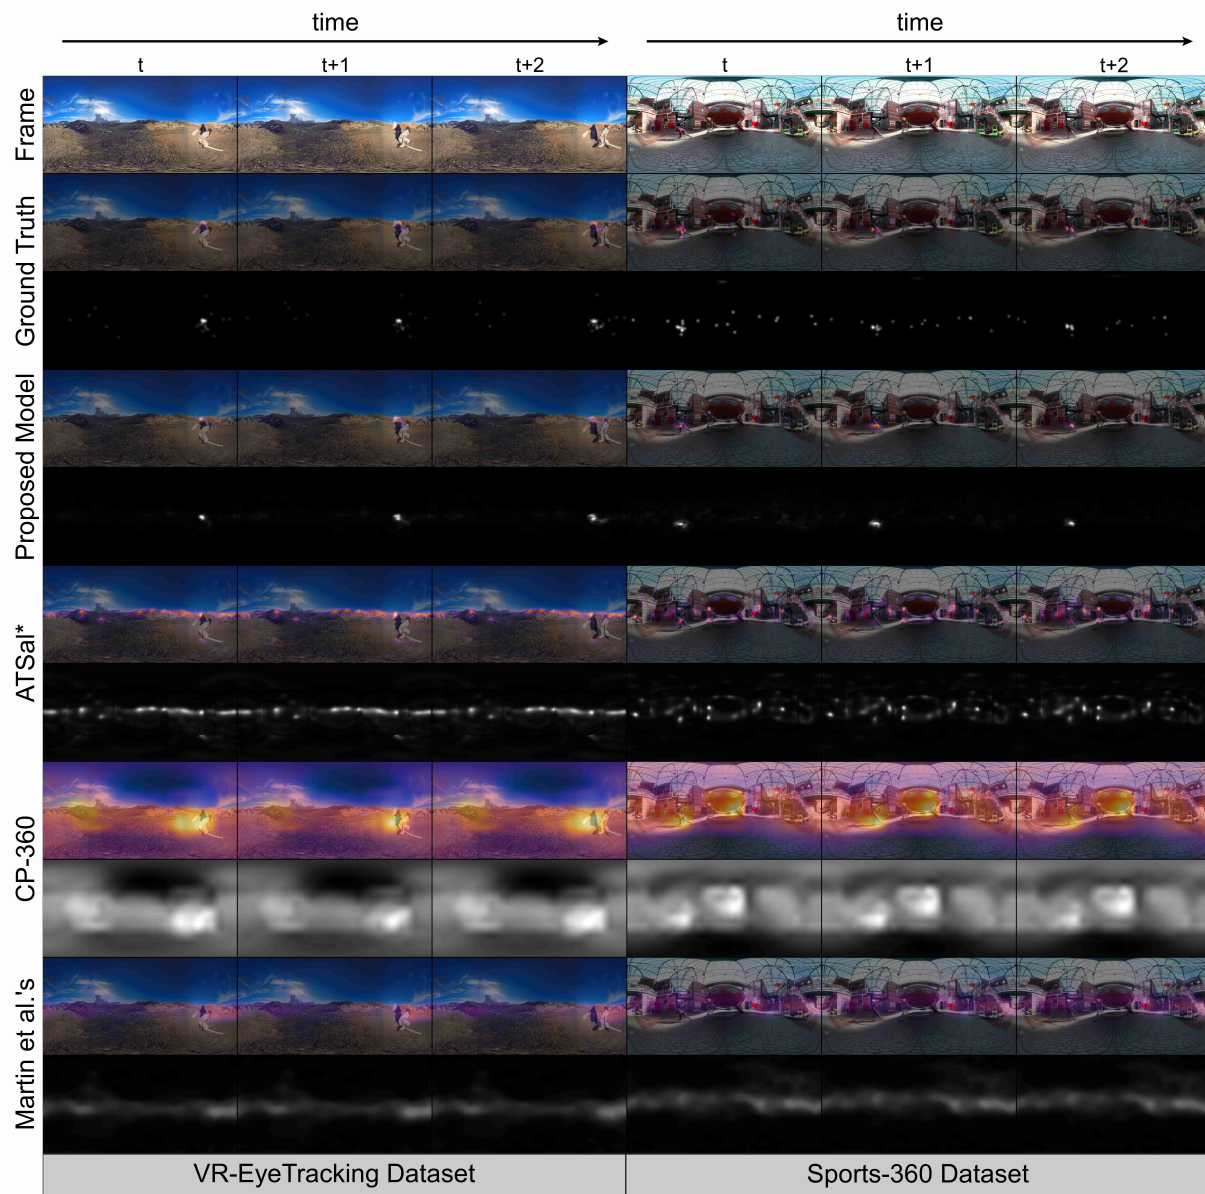 time
time
t
t+1
t+2
t
t+1
t+2
Frame
Ground Truth
Proposed Model
ATSal*
CP-360
Martin et al.'s
VR-EyeTracking Dataset
Sports-360 Dataset